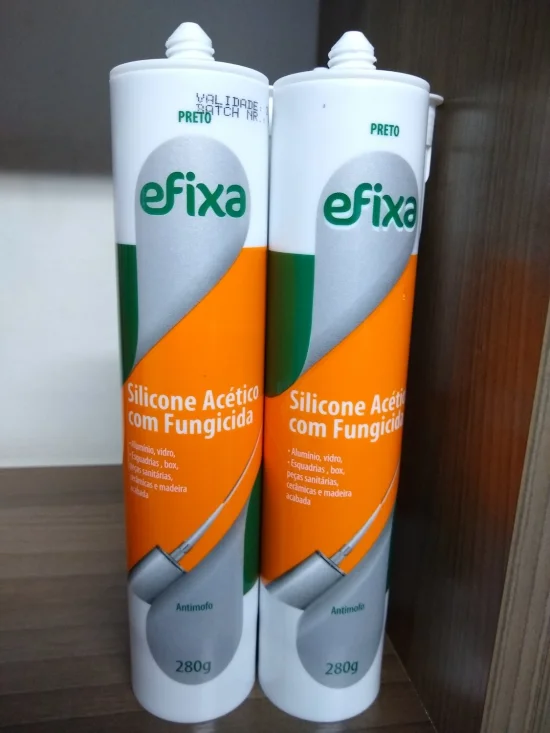 VALIDADE
BATCH NR.
PRETO
efixa
Silicone Acético
com Fungicida
• Alumínio, vidro,
• Esquadrias, box,
peças sanitárias,
cerâmicas e madeira
acabada
Antimofo
280g
PRETO
efixa
Silicone Acétic
com Fungicida
• Alumínio, vidro,
• Esquadrias, box,
peças sanitárias,
cerâmicas e madeira
acabada
Antimofo
280g